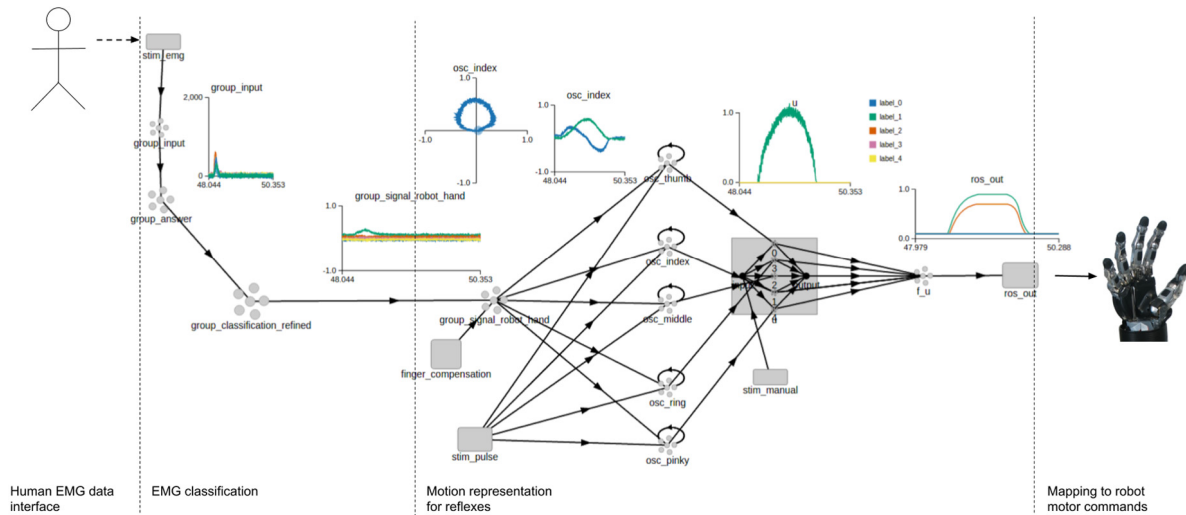 stim_emg
group_input
2,000
48.044
50.353
group_input
group_answer
group_classification_refined
group_signal_robot_hand
1.0
-1.0
48.044
50.353
osc_index
1.0
-1.0
1.0
-1.0
osc_index
1.0
-1.0
48.044
50.353
osc_thumb
osc_index
osc_middle
osc_ring
osc_pinky
group_signal_robot_hand
finger_compensation
stim_pulse
u
1.0
0.0
48.044
50.353
label_0
label_1
label_2
label_3
label_4
0
3
2
1
output
u
stim_manual
f_u
ros_out
1.0
0.0
47.979
50.288
ros_out
Human EMG data
interface
EMG classification
Motion representation
for reflexes
Mapping to robot
motor commands